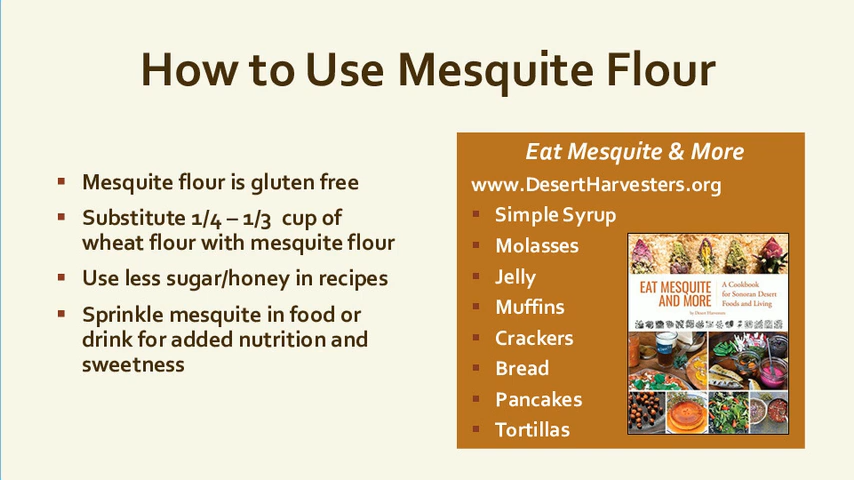 How to Use Mesquite Flour
▪ Mesquite flour is gluten free
▪ Substitute 1/4 – 1/3 cup of
wheat flour with mesquite flour
▪ Use less sugar/honey in recipes
▪ Sprinkle mesquite in food or
drink for added nutrition and
sweetness
Eat Mesquite & More
www.DesertHarvesters.org
▪ Simple Syrup
▪ Molasses
▪ Jelly
▪ Muffins
▪ Crackers
▪ Bread
▪ Pancakes
▪ Tortillas
EAT MESQUITE
AND MORE
A Cookbook
for Sonoran Desert
Foods and Living
by Desert Harvesters